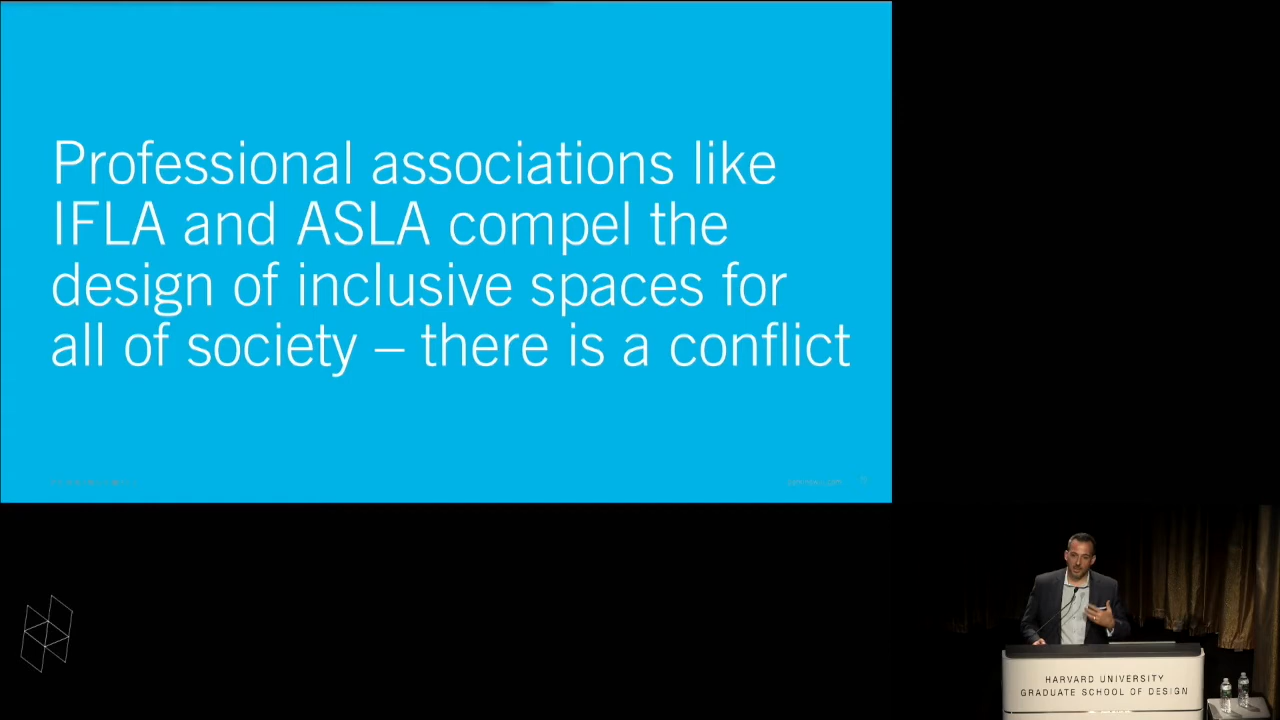 Professional associations like
IFLA and ASLA compel the
design of inclusive spaces for
all of society – there is a conflict
HARVARD UNIVERSITY
GRADUATE SCHOOL OF DESIGN